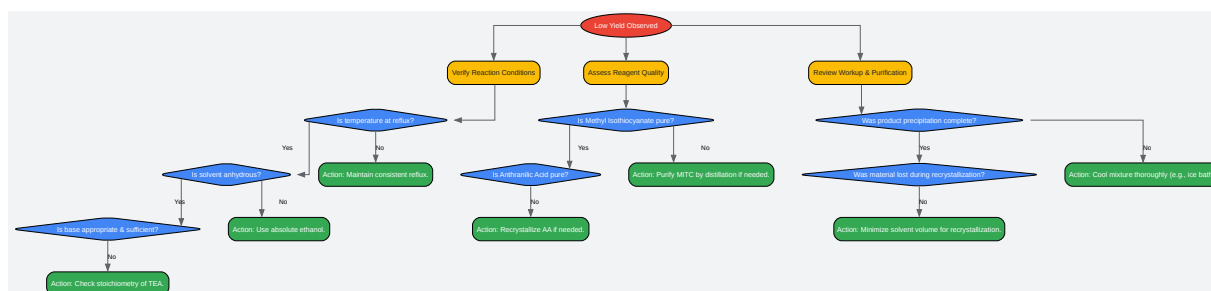 Low Yield Observed
Verify Reaction Conditions
Assess Reagent Quality
Review Workup & Purification
Is temperature at reflux?
Is Methyl Isothiocyanate pure?
Was product precipitation complete?
Yes
No
Yes
No
Yes
No
Is solvent anhydrous?
Action: Maintain consistent reflux.
Is Anthranilic Acid pure?
Action: Purify MITC by distillation if needed.
Was material lost during recrystallization?
Action: Cool mixture thoroughly (e.g., ice bath
Yes
No
No
No
Is base appropriate & sufficient?
Action: Use absolute ethanol.
Action: Recrystallize AA if needed.
Action: Minimize solvent volume for recrystallization.
No
Action: Check stoichiometry of TEA.